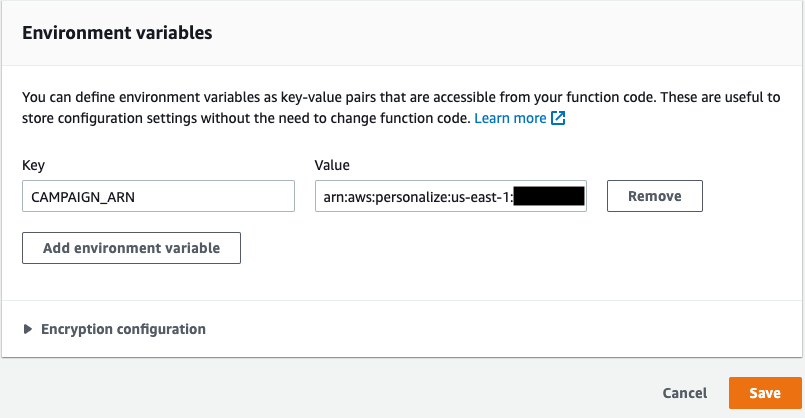 Environment variables
You can define environment variables as key-value pairs that are accessible from your function code. These are useful to
store configuration settings without the need to change function code. Learn more
Key Value
CAMPAIGN_ARN arn:aws:personalize:us-east-1: Remove
Add environment variable
Encryption configuration
Cancel Save